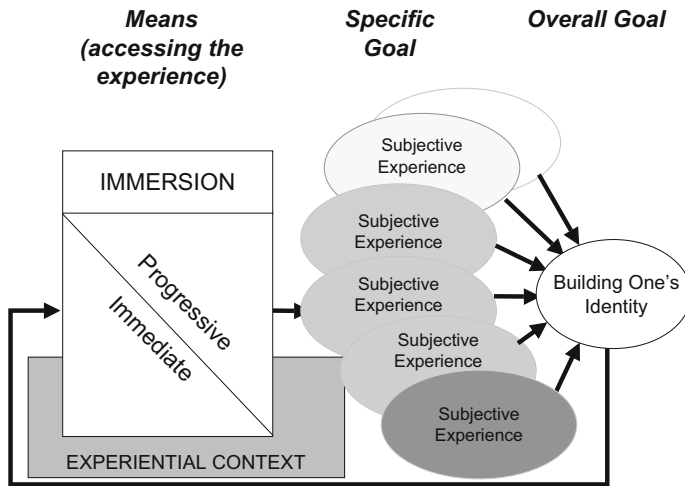 Means
(accessing the
experience)
Specific
Goal
Overall Goal
IMMERSION
Progressive
Immediate
EXPERIENTIAL CONTEXT
Subjective
Experience
Subjective
Experience
Subjective
Experience
Subjective
Experience
Subjective
Experience
Building One's
Identity